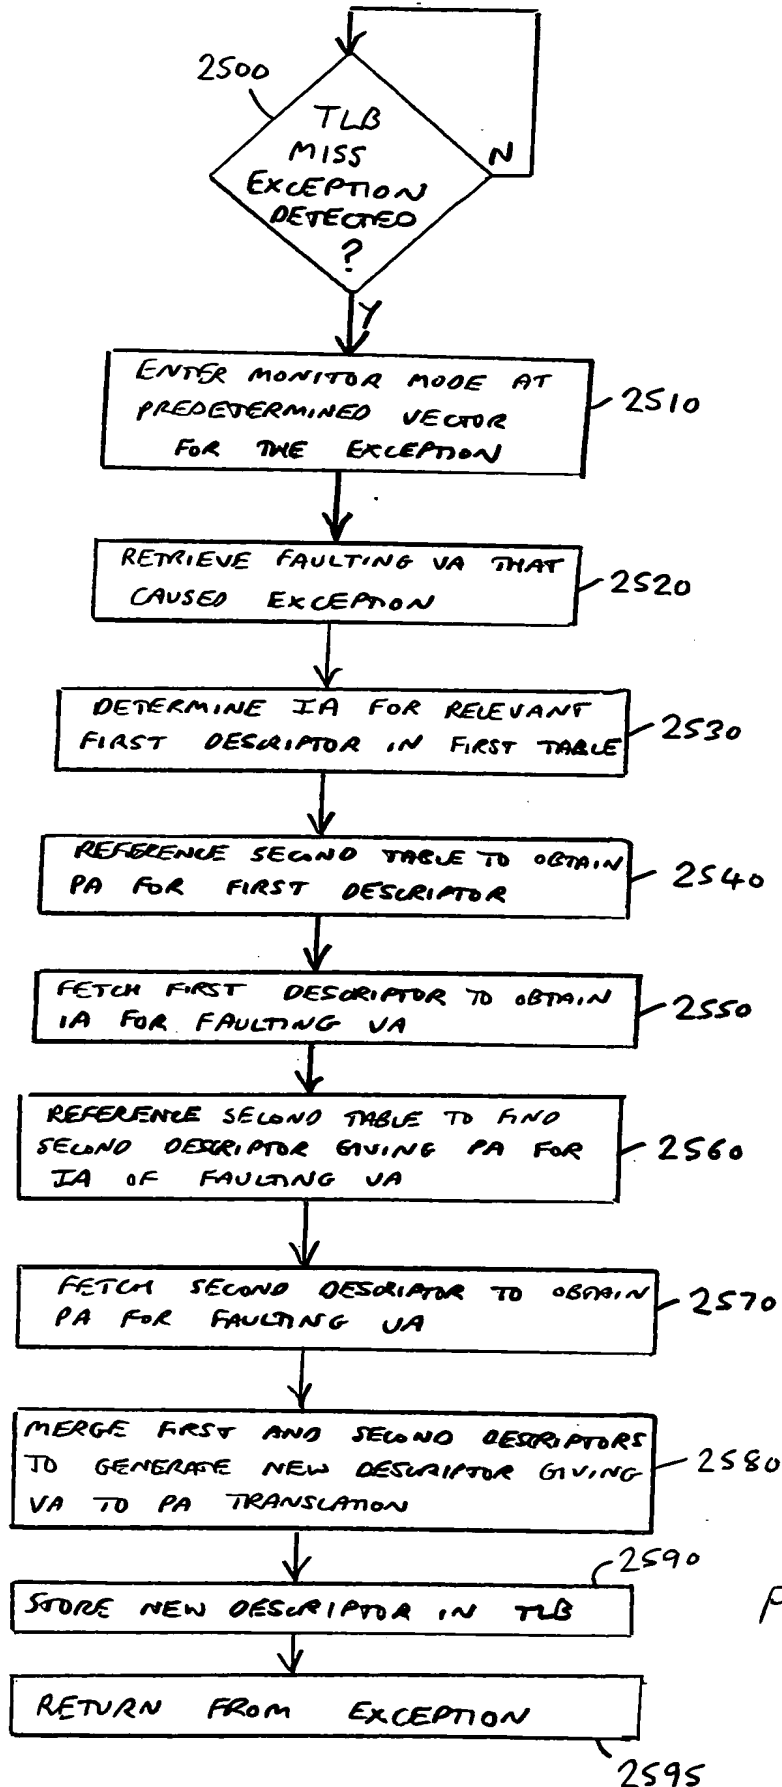 2500
TLB
MISS
EXCEPTION
DETECTED
?
N
Y
ENTER MONITOR MODE AT
PREDETERMINED VECTOR
FOR THE EXCEPTION
2510
RETRIEVE FAULTING VA THAT
CAUSED EXCEPTION
2520
DETERMINE IA FOR RELEVANT
FIRST DESCRIPTOR IN FIRST TABLE
2530
REFERENCE SECOND TABLE TO OBTAIN
PA FOR FIRST DESCRIPTOR
2540
FETCH FIRST DESCRIPTOR TO OBTAIN
IA FOR FAULTING VA
2550
REFERENCE SECOND TABLE TO FIND
SECOND DESCRIPTOR GIVING PA FOR
IA OF FAULTING VA
2560
FETCH SECOND DESCRIPTOR TO OBTAIN
PA FOR FAULTING VA
2570
MERGE FIRST AND SECOND DESCRIPTORS
TO GENERATE NEW DESCRIPTOR GIVING
VA TO PA TRANSLATION
2580
2590
STORE NEW DESCRIPTOR IN TLB
RETURN FROM EXCEPTION
2595